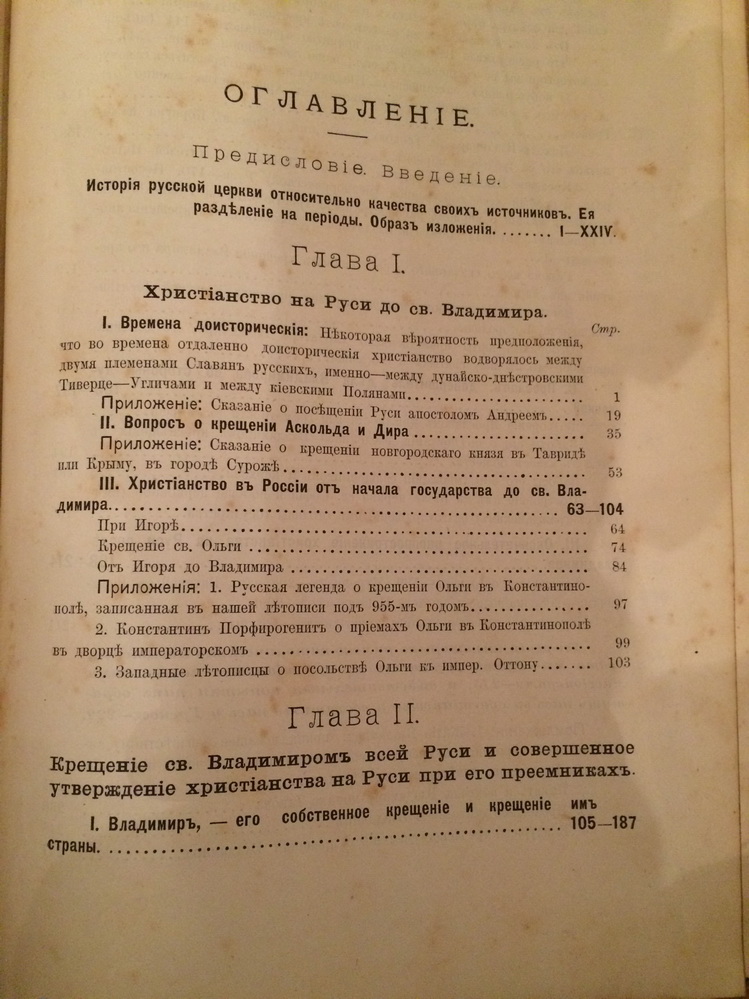 ОГЛАВЛЕНІЕ.
Предисловіе. Введеніе.
Исторія русской церкви относительно качества своихъ источниковъ. Ея
раздѣленіе на періоды. Образъ изложенія. ....... I—XXIV.
Глава I.
Христіанство на Руси до св. Владимира.
Стр.
I. Времена доисторическія: Нѣкоторая вѣроятность предположенія,
что во времена отдаленно доисторическія христіанство водворялось между
двумя племенами Славянъ русскихъ, именно—между дунайско-днѣстровскими
Тиверце—Угличами и между кіевскими Полянами. 1
Приложеніе: Сказаніе о посѣщеніи Руси апостоломъ Андреемъ. 19
II. Вопросъ о крещеніи Аскольда и Дира 35
Приложеніе: Сказаніе о крещеніи новгородскаго князя въ Тавридѣ
или Крыму, въ городѣ Сурожѣ 53
III. Христіанство въ Россіи отъ начала государства до св. Вла-
димира. 63—104
При Игорѣ. 64
Крещеніе св. Ольги 74
Отъ Игоря до Владимира 84
Приложенія: 1. Русская легенда о крещеніи Ольги въ Константино-
полѣ, записанная въ нашей лѣтописи подъ 955-мъ годомъ. 97
2. Константинъ Порфирогенитъ о пріемахъ Ольги въ Константинополѣ
въ дворцѣ императорскомъ 99
3. Западные лѣтописцы о посольствѣ Ольги къ импер. Оттону 103
Глава II.
Крещеніе св. Владимиромъ всей Руси и совершенное
утвержденіе христіанства на Руси при его преемникахъ.
I. Владимиръ, — его собственное крещеніе и крещеніе имъ
страны. 105—187